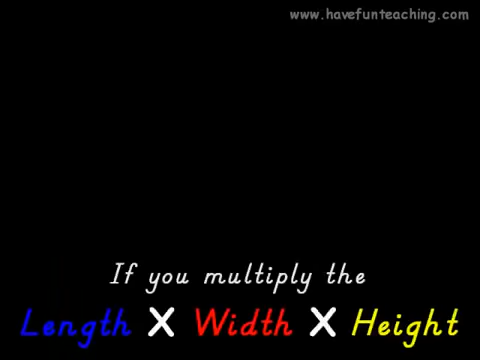 www.havefunteaching.com
If you multiply the
Length X Width X Height